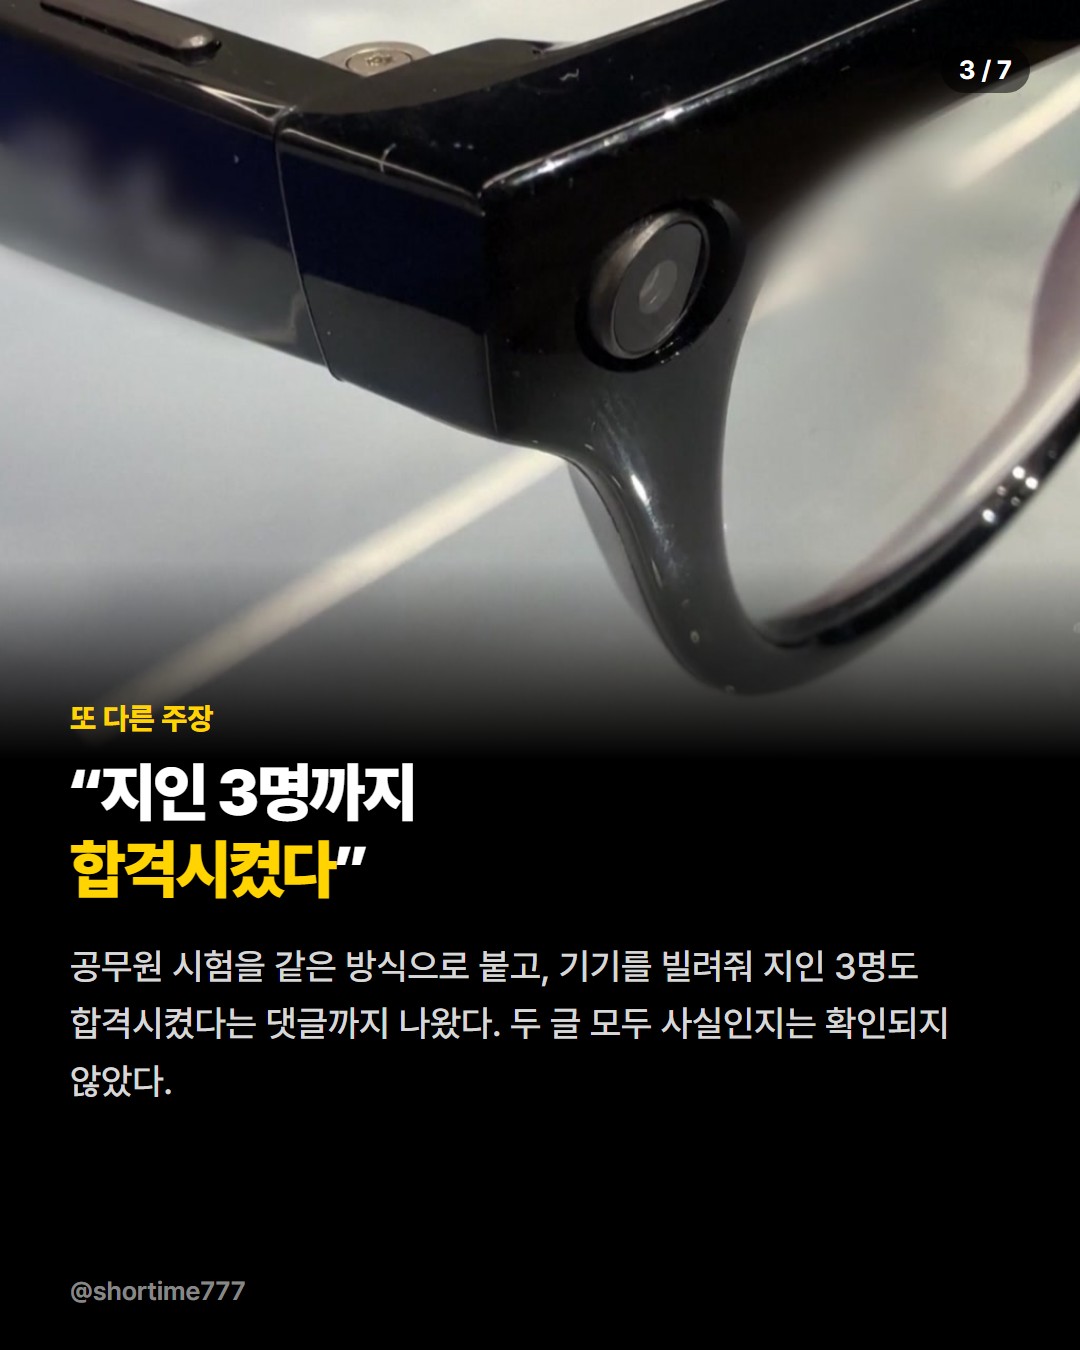 3 / 7
또 다른 주장
“지인 3명까지
합격시켰다”
공무원 시험을 같은 방식으로 붙고, 기기를 빌려줘 지인 3명도
합격시켰다는 댓글까지 나왔다. 두 글 모두 사실인지는 확인되지
않았다.
@shortime777